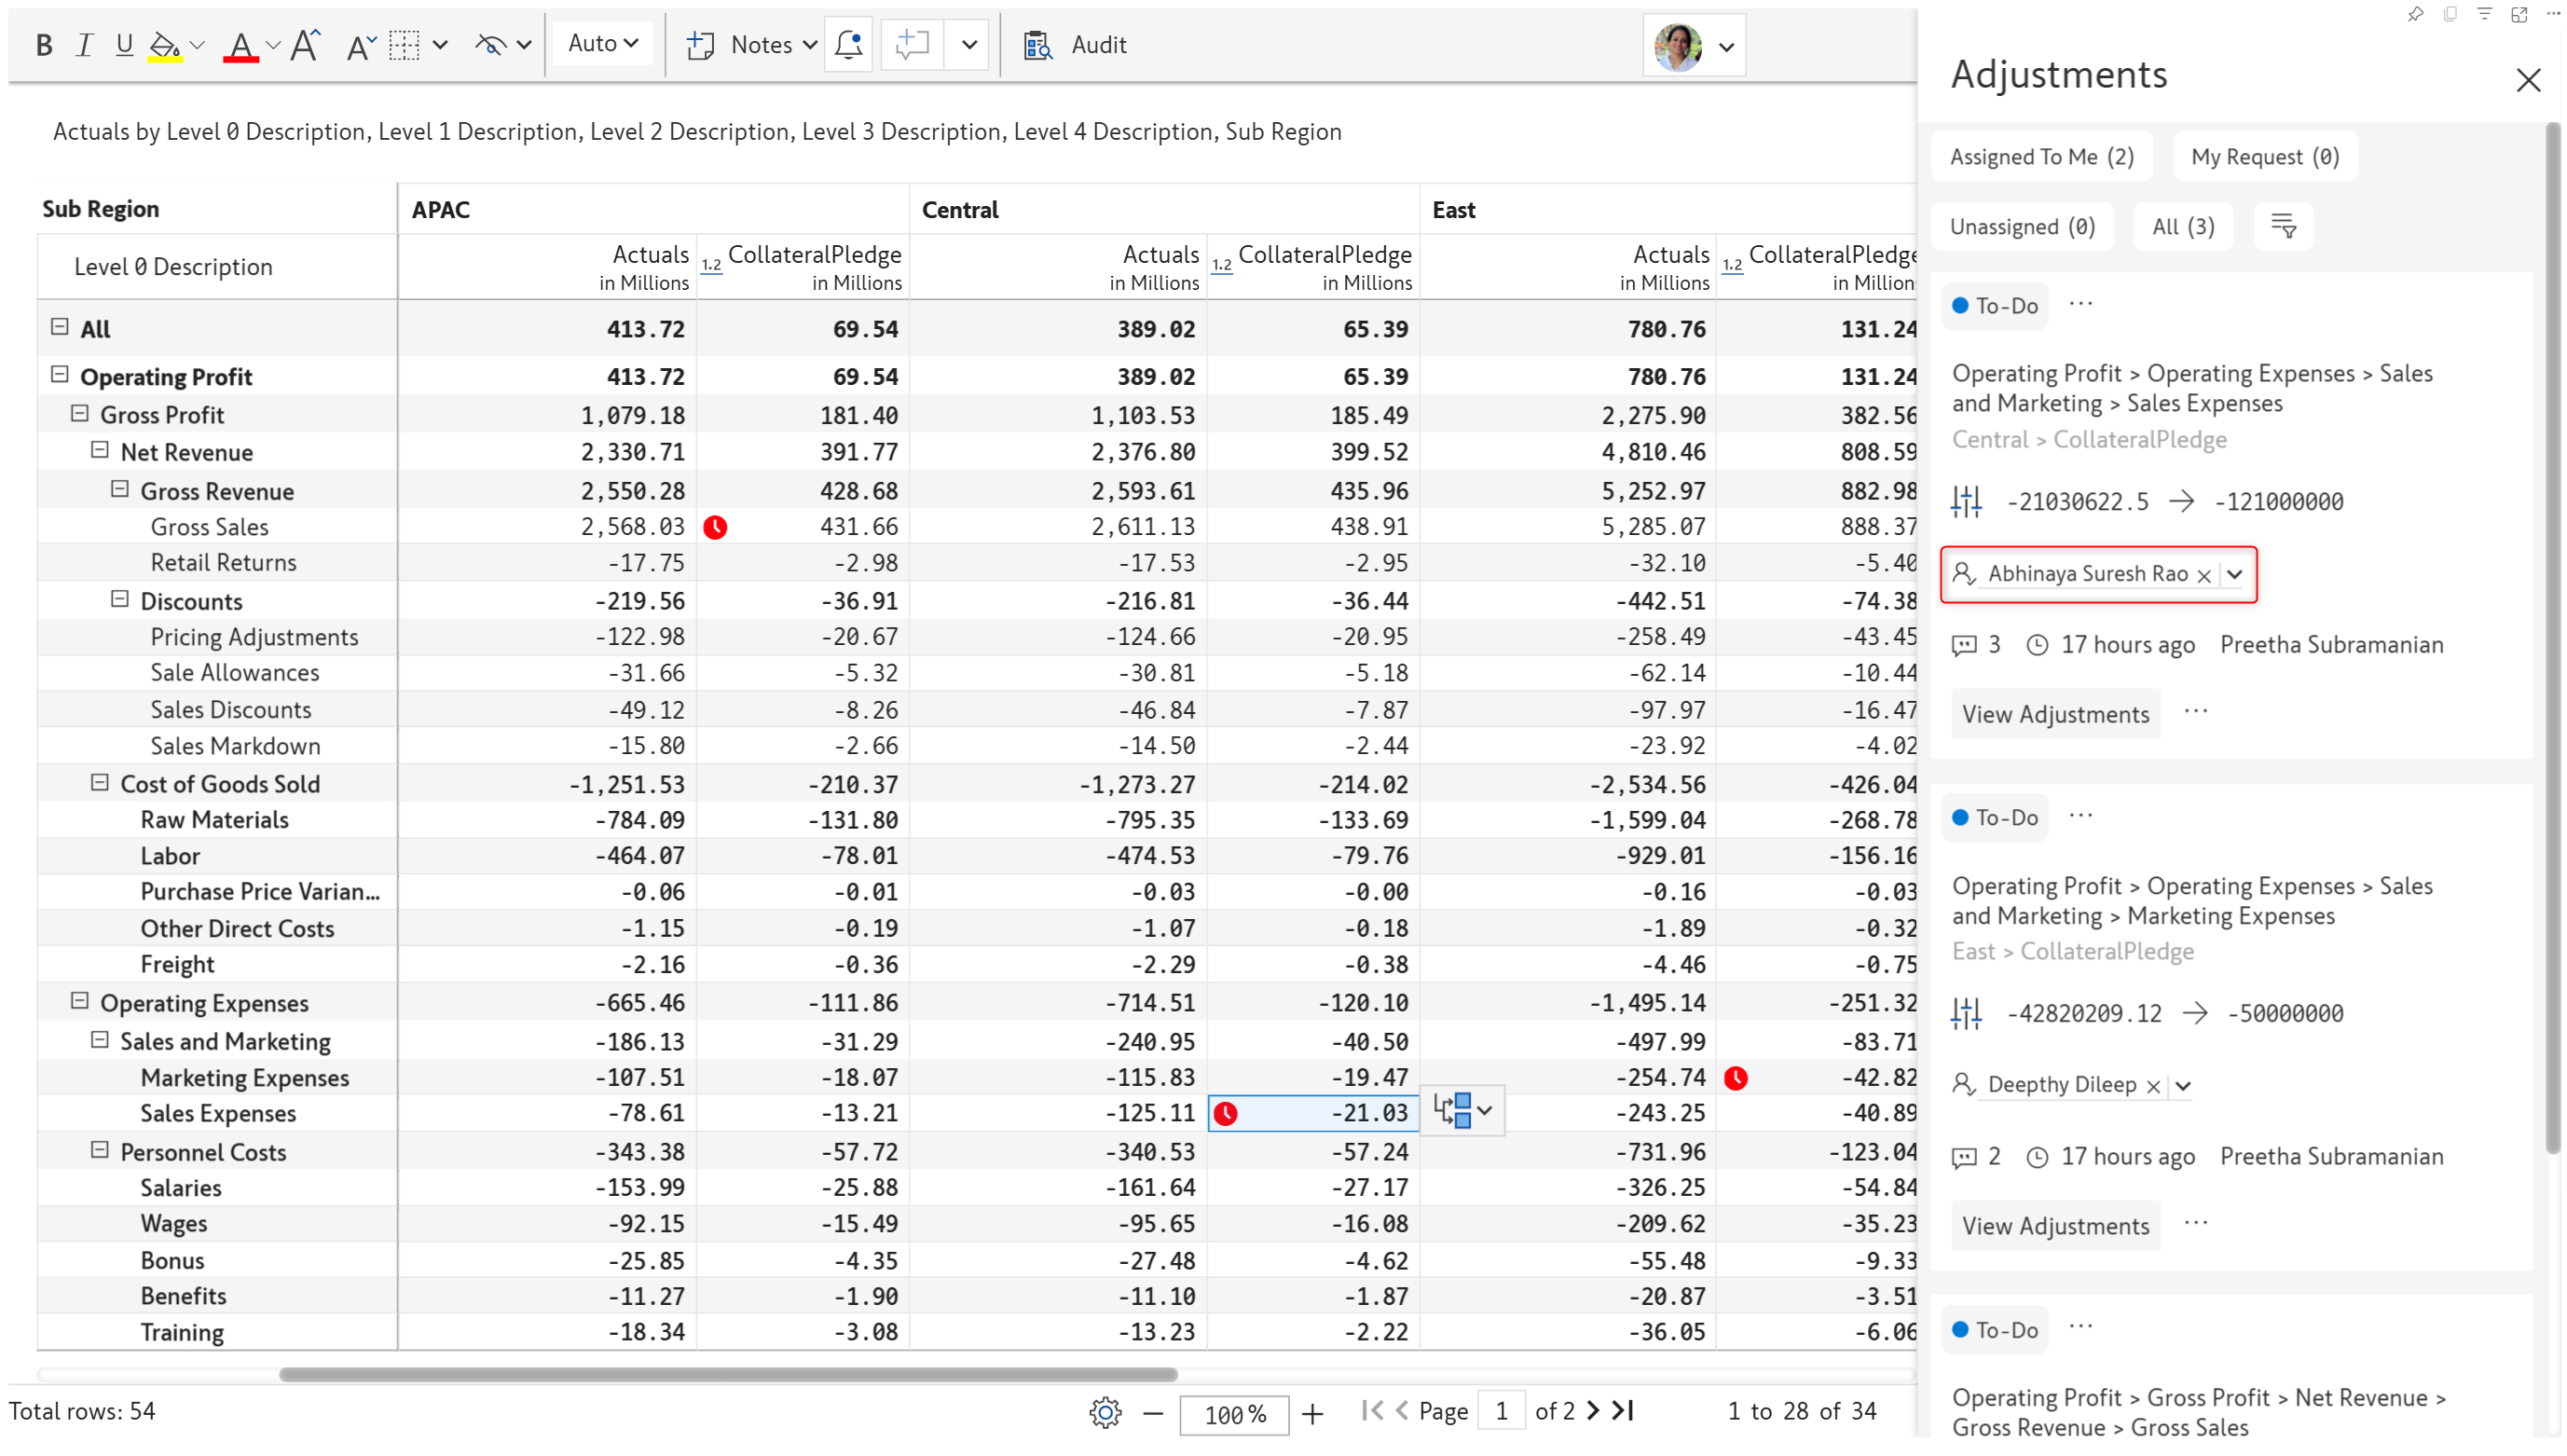 B I U A A A Auto Notes Audit
Adjustments
Actuals by Level 0 Description, Level 1 Description, Level 2 Description, Level 3 Description, Level 4 Description, Sub Region
Sub Region APAC Central East
Level 0 Description Actuals 1.2 CollateralPledge Actuals 1.2 CollateralPledge Actuals 1.2 CollateralPledge
in Millions in Millions in Millions in Millions in Millions in Million
All 413.72 69.54 389.02 65.39 780.76 131.24
Operating Profit 413.72 69.54 389.02 65.39 780.76 131.24
Gross Profit 1,079.18 181.40 1,103.53 185.49 2,275.90 382.56
Net Revenue 2,330.71 391.77 2,376.80 399.52 4,810.46 808.59
Gross Revenue 2,550.28 428.68 2,593.61 435.96 5,252.97 882.98
Gross Sales 2,568.03 431.66 2,611.13 438.91 5,285.07 888.37
Retail Returns -17.75 -2.98 -17.53 -2.95 -32.10 -5.40
Discounts -219.56 -36.91 -216.81 -36.44 -442.51 -74.38
Pricing Adjustments -122.98 -20.67 -124.66 -20.95 -258.49 -43.45
Sale Allowances -31.66 -5.32 -30.81 -5.18 -62.14 -10.44
Sales Discounts -49.12 -8.26 -46.84 -7.87 -97.97 -16.47
Sales Markdown -15.80 -2.66 -14.50 -2.44 -23.92 -4.02
Cost of Goods Sold -1,251.53 -210.37 -1,273.27 -214.02 -2,534.56 -426.04
Raw Materials -784.09 -131.80 -795.35 -133.69 -1,599.04 -268.78
Labor -464.07 -78.01 -474.53 -79.76 -929.01 -156.16
Purchase Price Varian... -0.06 -0.01 -0.03 -0.00 -0.16 -0.03
Other Direct Costs -1.15 -0.19 -1.07 -0.18 -1.89 -0.32
Freight -2.16 -0.36 -2.29 -0.38 -4.46 -0.75
Operating Expenses -665.46 -111.86 -714.51 -120.10 -1,495.14 -251.32
Sales and Marketing -186.13 -31.29 -240.95 -40.50 -497.99 -83.71
Marketing Expenses -107.51 -18.07 -115.83 -19.47 -254.74 -42.82
Sales Expenses -78.61 -13.21 -125.11 -21.03 -243.25 -40.89
Personnel Costs -343.38 -57.72 -340.53 -57.24 -731.96 -123.04
Salaries -153.99 -25.88 -161.64 -27.17 -326.25 -54.84
Wages -92.15 -15.49 -95.65 -16.08 -209.62 -35.23
Bonus -25.85 -4.35 -27.48 -4.62 -55.48 -9.33
Benefits -11.27 -1.90 -11.10 -1.87 -20.87 -3.51
Training -18.34 -3.08 -13.23 -2.22 -36.05 -6.06
Total rows: 54 100% Page 1 of 2 1 to 28 of 34
Assigned To Me (2) My Request (0)
Unassigned (0) All (3)
To-Do ...
Operating Profit > Operating Expenses > Sales
and Marketing > Sales Expenses
Central > CollateralPledge
-21030622.5 → -121000000
Abhinaya Suresh Rao ×
3 17 hours ago Preetha Subramanian
View Adjustments ...
To-Do ...
Operating Profit > Operating Expenses > Sales
and Marketing > Marketing Expenses
East > CollateralPledge
-42820209.12 → -50000000
Deepthy Dileep ×
2 17 hours ago Preetha Subramanian
View Adjustments ...
To-Do ...
Operating Profit > Gross Profit > Net Revenue >
Gross Revenue > Gross Sales